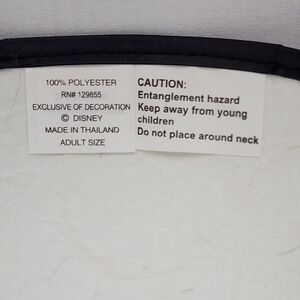 100% POLYESTER
RN# 129855
EXCLUSIVE OF DECORATION
© DISNEY
MADE IN THAILAND
ADULT SIZE
CAUTION:
Entanglement hazard
Keep away from young
children
Do not place around neck